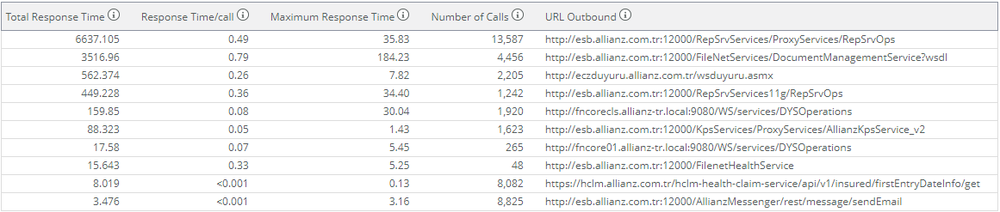 Total Response Time Response Time/call Maximum Response Time Number of Calls URL Outbound
6637.105 0.49 35.83 13,587 http://esb.allianz.com.tr:12000/RepSrvServices/ProxyServices/RepSrvOps
3516.96 0.79 184.23 4,456 http://esb.allianz.com.tr:12000/FileNetServices/DocumentManagementService?wsdl
562.374 0.26 7.82 2,205 http://eczduyuru.allianz.com.tr/wsduyuru.asmx
449.228 0.36 34.40 1,242 http://esb.allianz.com.tr:12000/RepSrvServices11g/RepSrvOps
159.85 0.08 30.04 1,920 http://fncorecls.allianz-tr.local:9080/WS/services/DYSOperations
88.323 0.05 1.43 1,623 http://esb.allianz.com.tr:12000/KpsServices/ProxyServices/AllianzKpsService_v2
17.58 0.07 5.45 265 http://fncore01.allianz-tr.local:9080/WS/services/DYSOperations
15.643 0.33 5.25 48 http://esb.allianz.com.tr:12000/FilenetHealthService
8.019 <0.001 0.13 8,082 https://hclm.allianz.com.tr/hclm-health-claim-service/api/v1/insured/firstEntryDateInfo/get
3.476 <0.001 3.16 8,825 http://esb.allianz.com.tr:12000/AllianzMessenger/rest/message/sendEmail